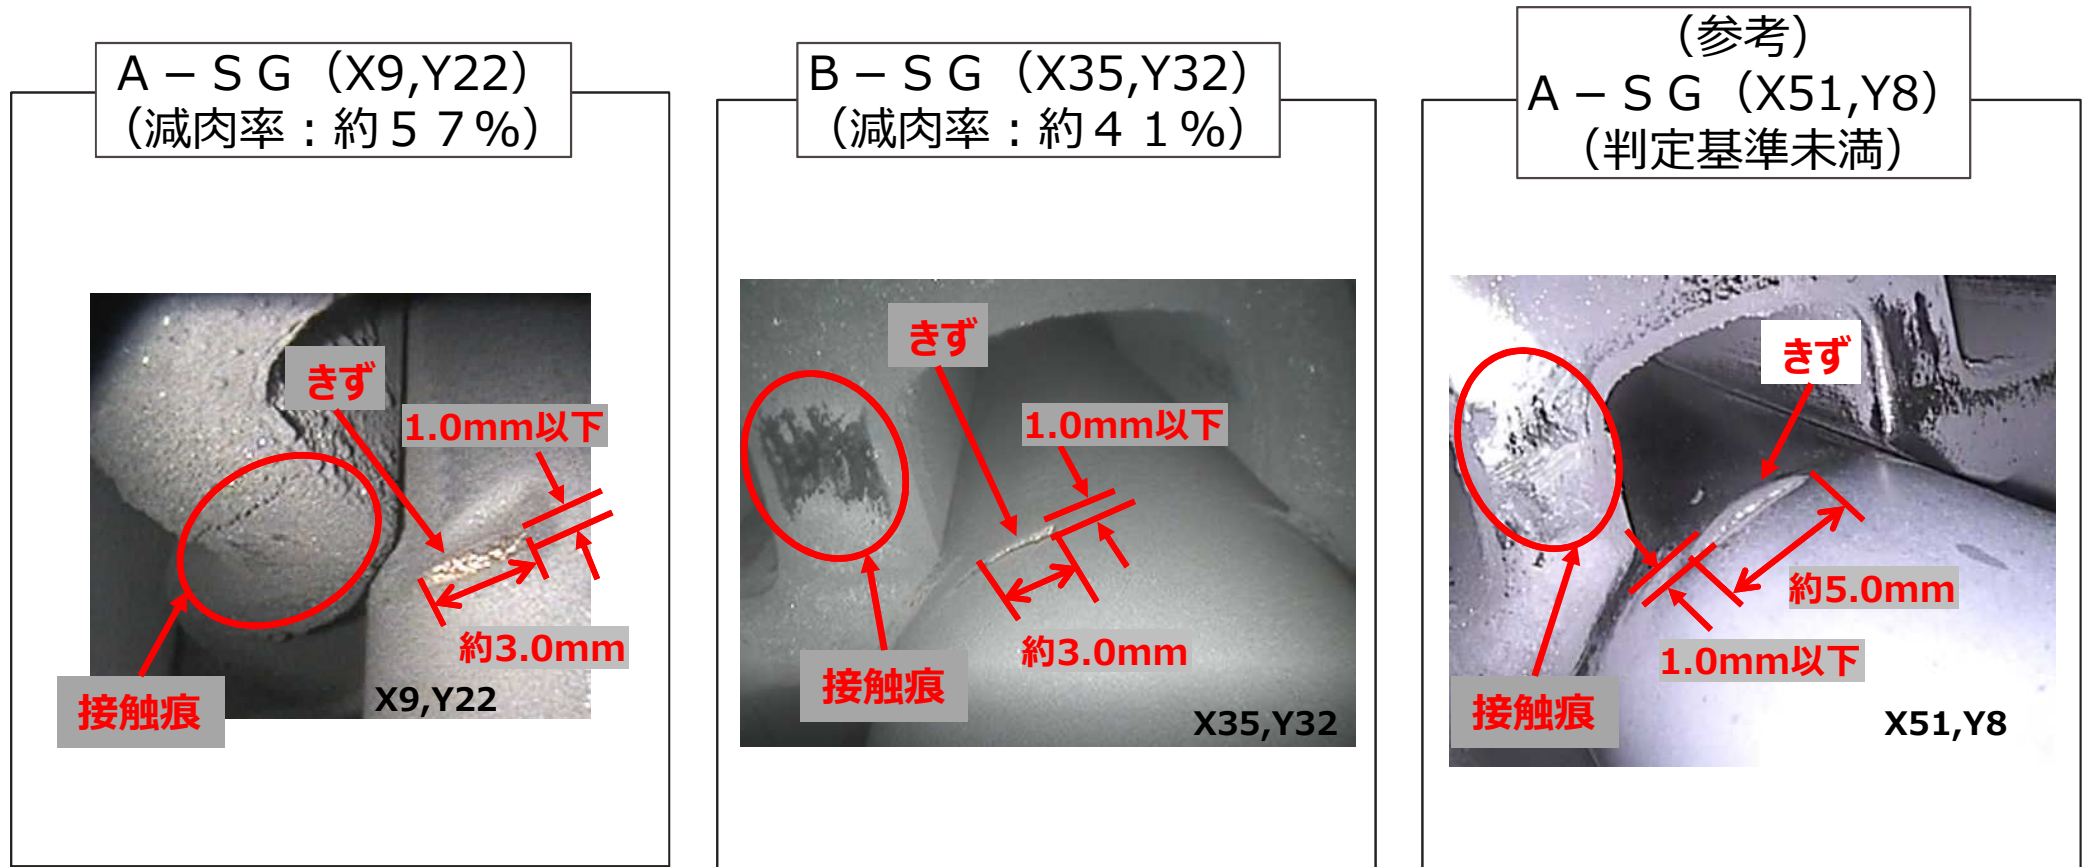 A－SG（X9,Y22）
（減肉率：約５７%）
きず
1.0mm以下
約3.0mm
接触痕
X9,Y22
B－SG（X35,Y32）
（減肉率：約４１%）
きず
1.0mm以下
約3.0mm
接触痕
X35,Y32
（参考）
A－SG（X51,Y8）
（判定基準未満）
きず
約5.0mm
1.0mm以下
接触痕
X51,Y8